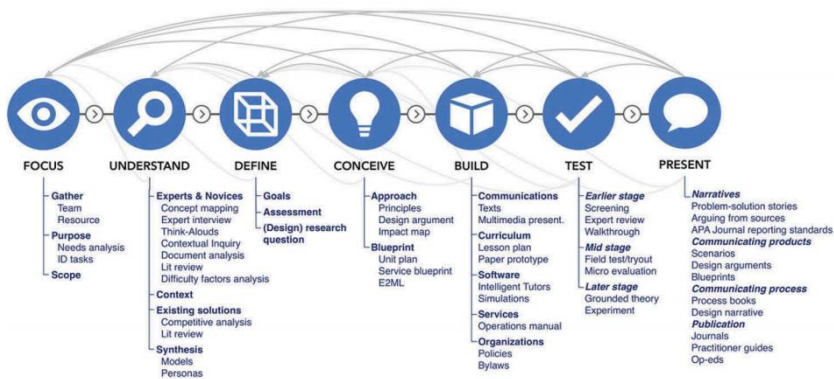 FOCUS
Gather
Team
Resource
Purpose
Needs analysis
ID tasks
Scope
UNDERSTAND
Experts & Novices
Concept mapping
Expert interview
Think-Alouds
Contextual Inquiry
Document analysis
Lit review
Difficulty factors analysis
Context
Existing solutions
Competitive analysis
Lit review
Synthesis
Models
Personas
DEFINE
Goals
Assessment
(Design) research
question
CONCEIVE
Approach
Principles
Design argument
Impact map
Blueprint
Unit plan
Service blueprint
E2ML
BUILD
Communications
Texts
Multimedia present.
Curriculum
Lesson plan
Paper prototype
Software
Intelligent Tutors
Simulations
Services
Operations manual
Organizations
Policies
Bylaws
TEST
Earlier stage
Screening
Expert review
Walkthrough
Mid stage
Field test/tryout
Micro evaluation
Later stage
Grounded theory
Experiment
PRESENT
Narratives
Problem-solution stories
Arguing from sources
APA Journal reporting standards
Communicating products
Scenarios
Design arguments
Blueprints
Communicating process
Process books
Design narrative
Publication
Journals
Practitioner guides
Op-eds